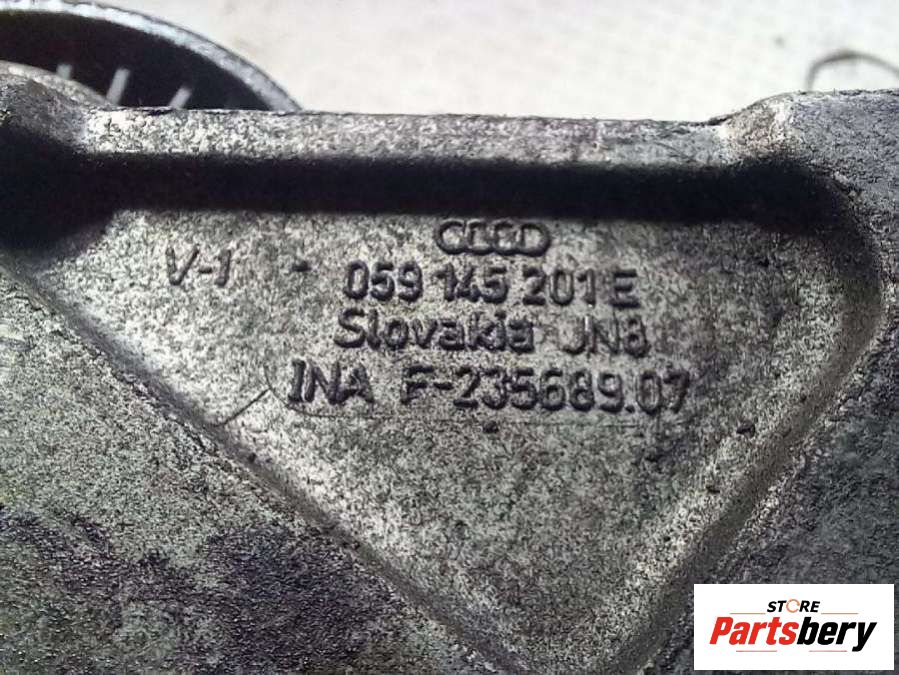 V-1
059 145 201 E
Slovakia JN8
INA F-235689.07
STORE
Partsbery